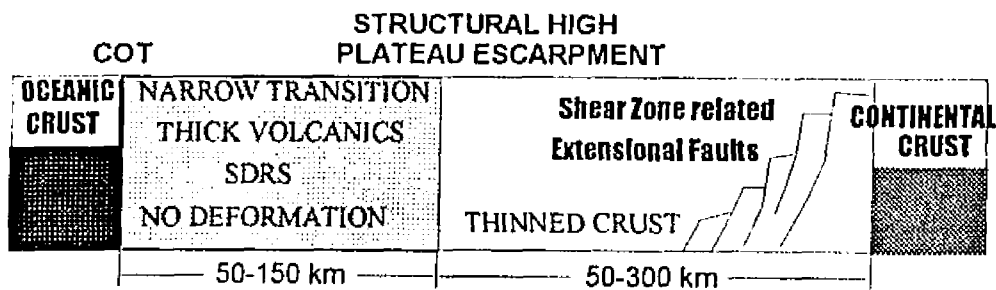 STRUCTURAL HIGH
COT PLATEAU ESCARPMENT
OCEANIC
CRUST
NARROW TRANSITION
THICK VOLCANICS
SDRS
NO DEFORMATION
Shear Zone related
Extensional Faults
THINNED CRUST
CONTINENTAL
CRUST
50-150 km
50-300 km